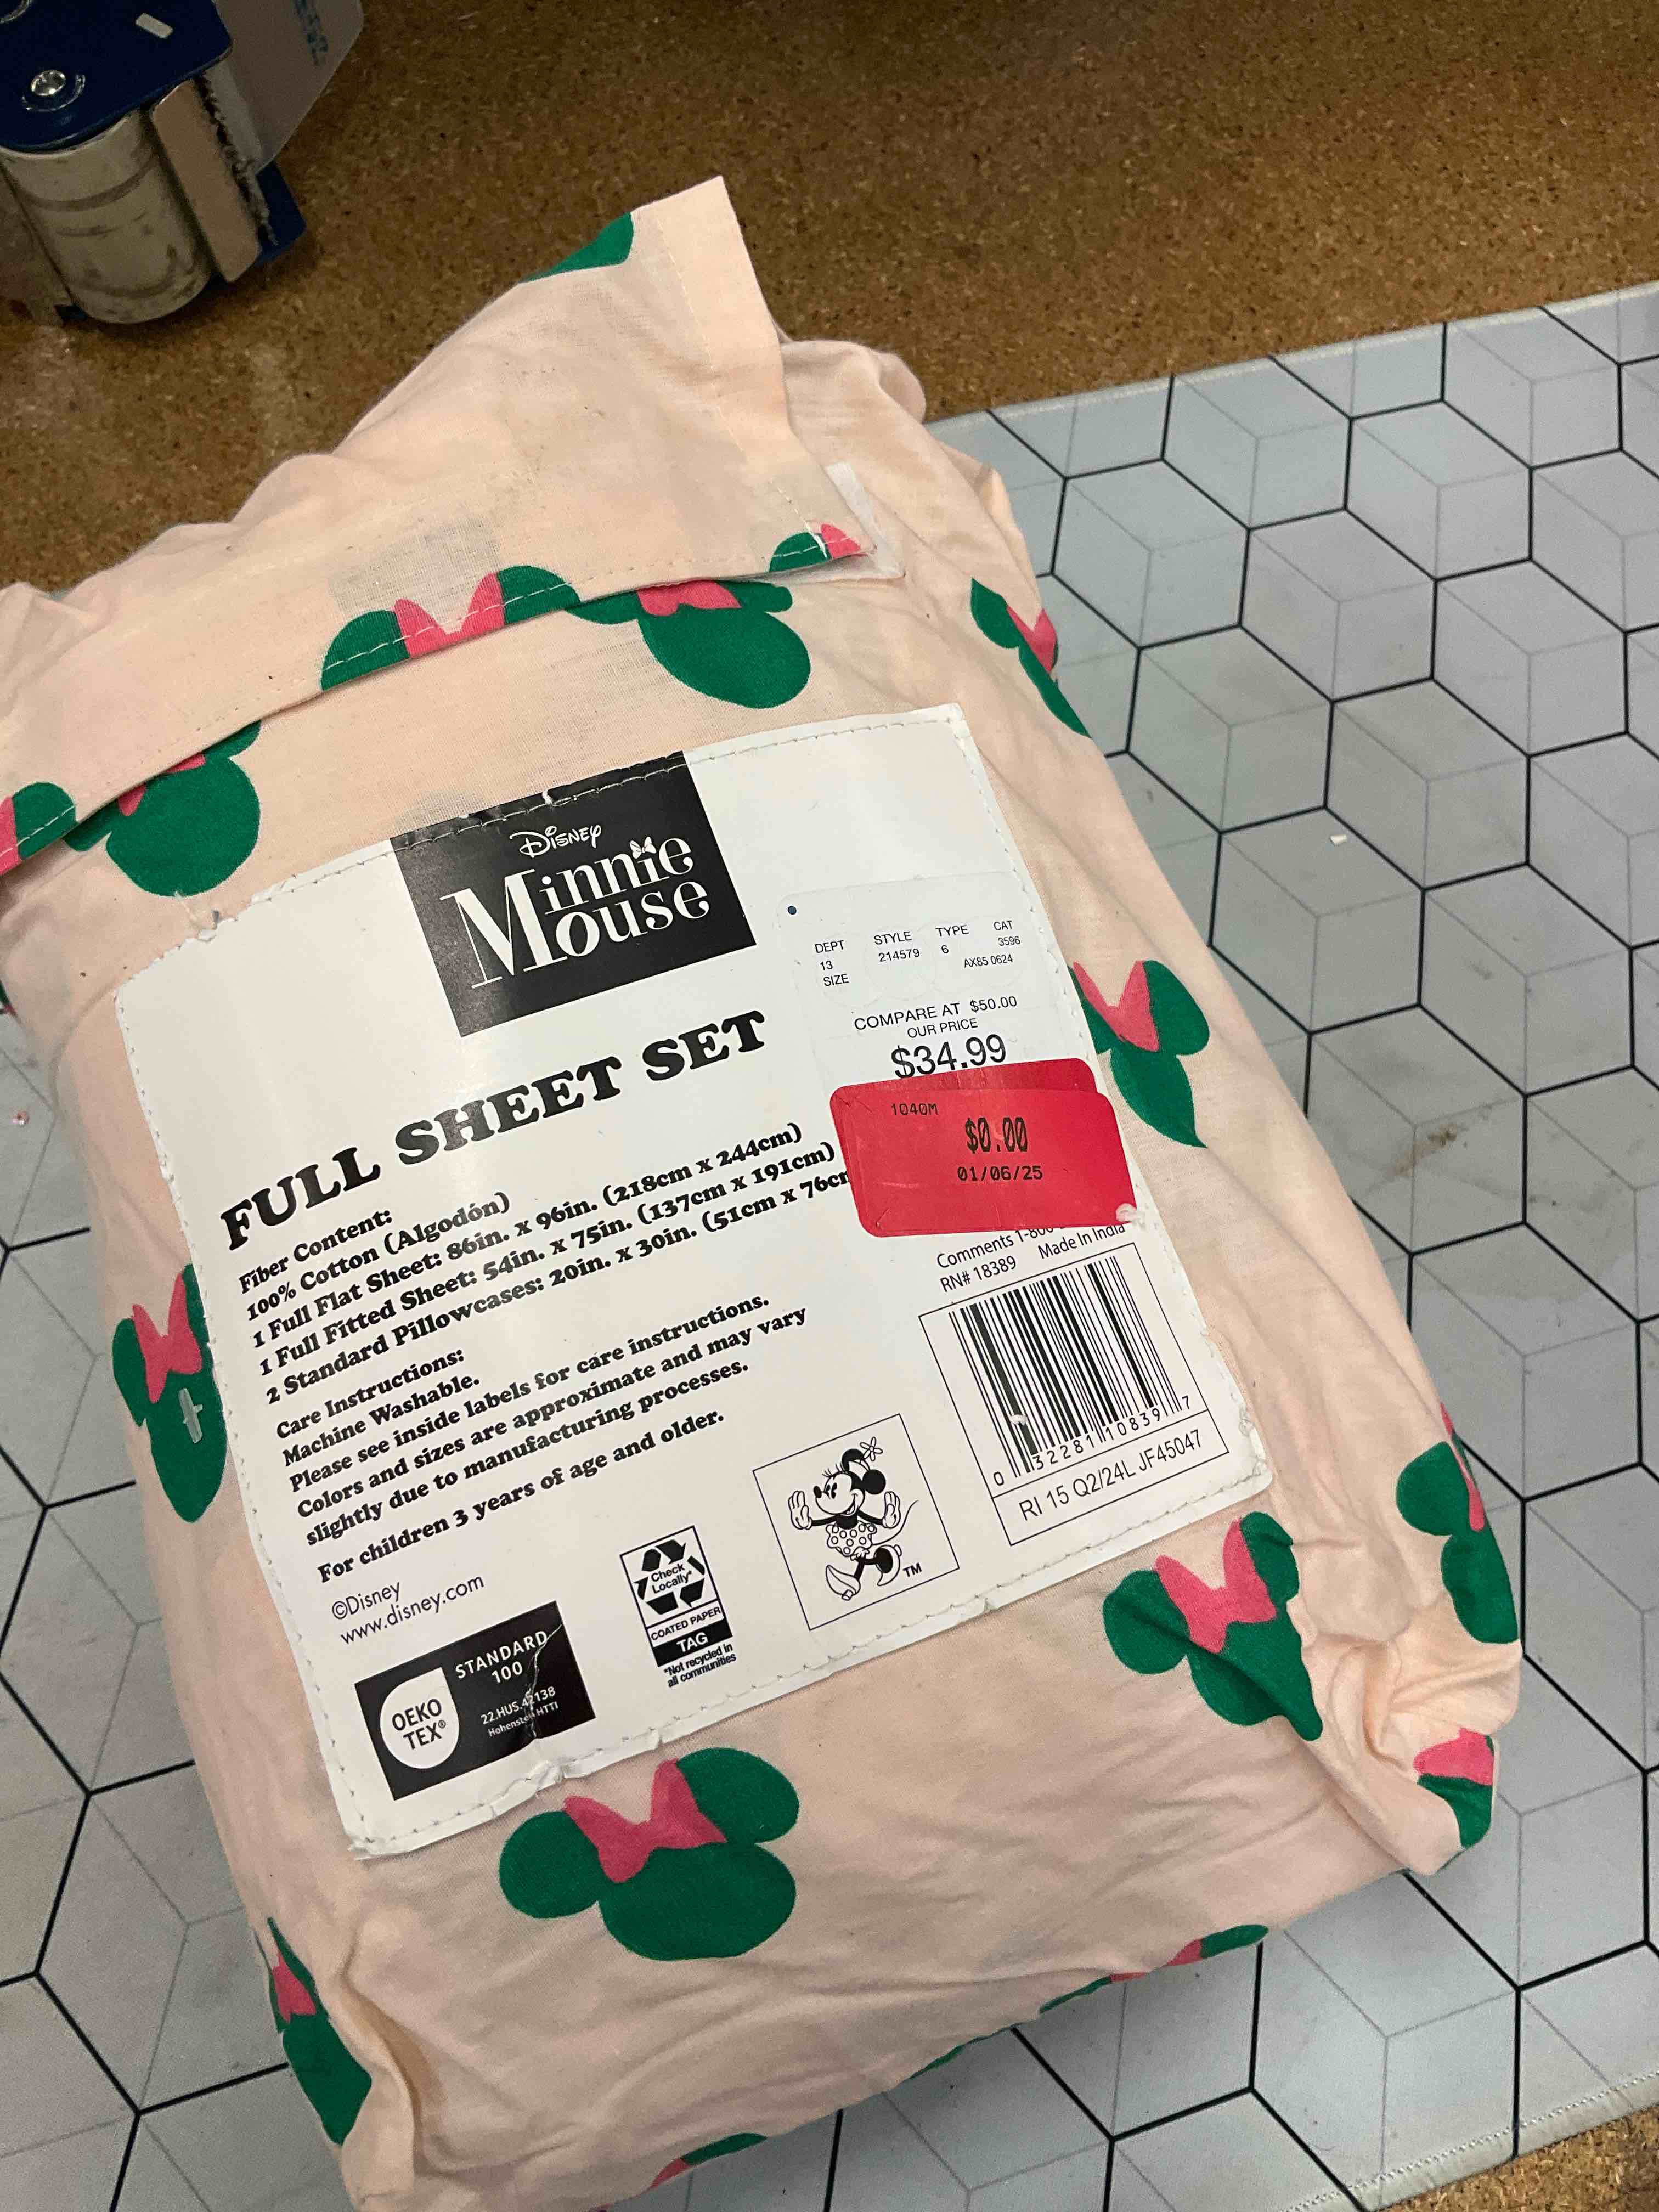 Disney
Minnie
Mouse
FULL SHEET SET
Fiber Content:
100% Cotton (Algodón)
1 Full Flat Sheet: 86in. x 96in. (218cm x 244cm)
1 Full Fitted Sheet: 54in. x 75in. (137cm x 191cm)
2 Standard Pillowcases: 20in. x 30in. (51cm x 76cm
Care Instructions:
Machine Washable.
Please see inside labels for care instructions.
Colors and sizes are approximate and may vary
slightly due to manufacturing processes.
For children 3 years of age and older.
©Disney
www.disney.com
OEKO
TEX®
STANDARD
100
22.HUS.42138
Hohenstein HTTI
Check
Locally*
COATED PAPER
TAG
*Not recycled in
all communities
TM
DEPT STYLE TYPE CAT
13 214579 6 3596
SIZE AX65 0624
COMPARE AT $50.00
OUR PRICE
$34.99
1040M
$0.00
01/06/25
Comments 1-800
RN# 18389 Made In India
0 32281 10839 7
RI 15 Q2/24L JF45047